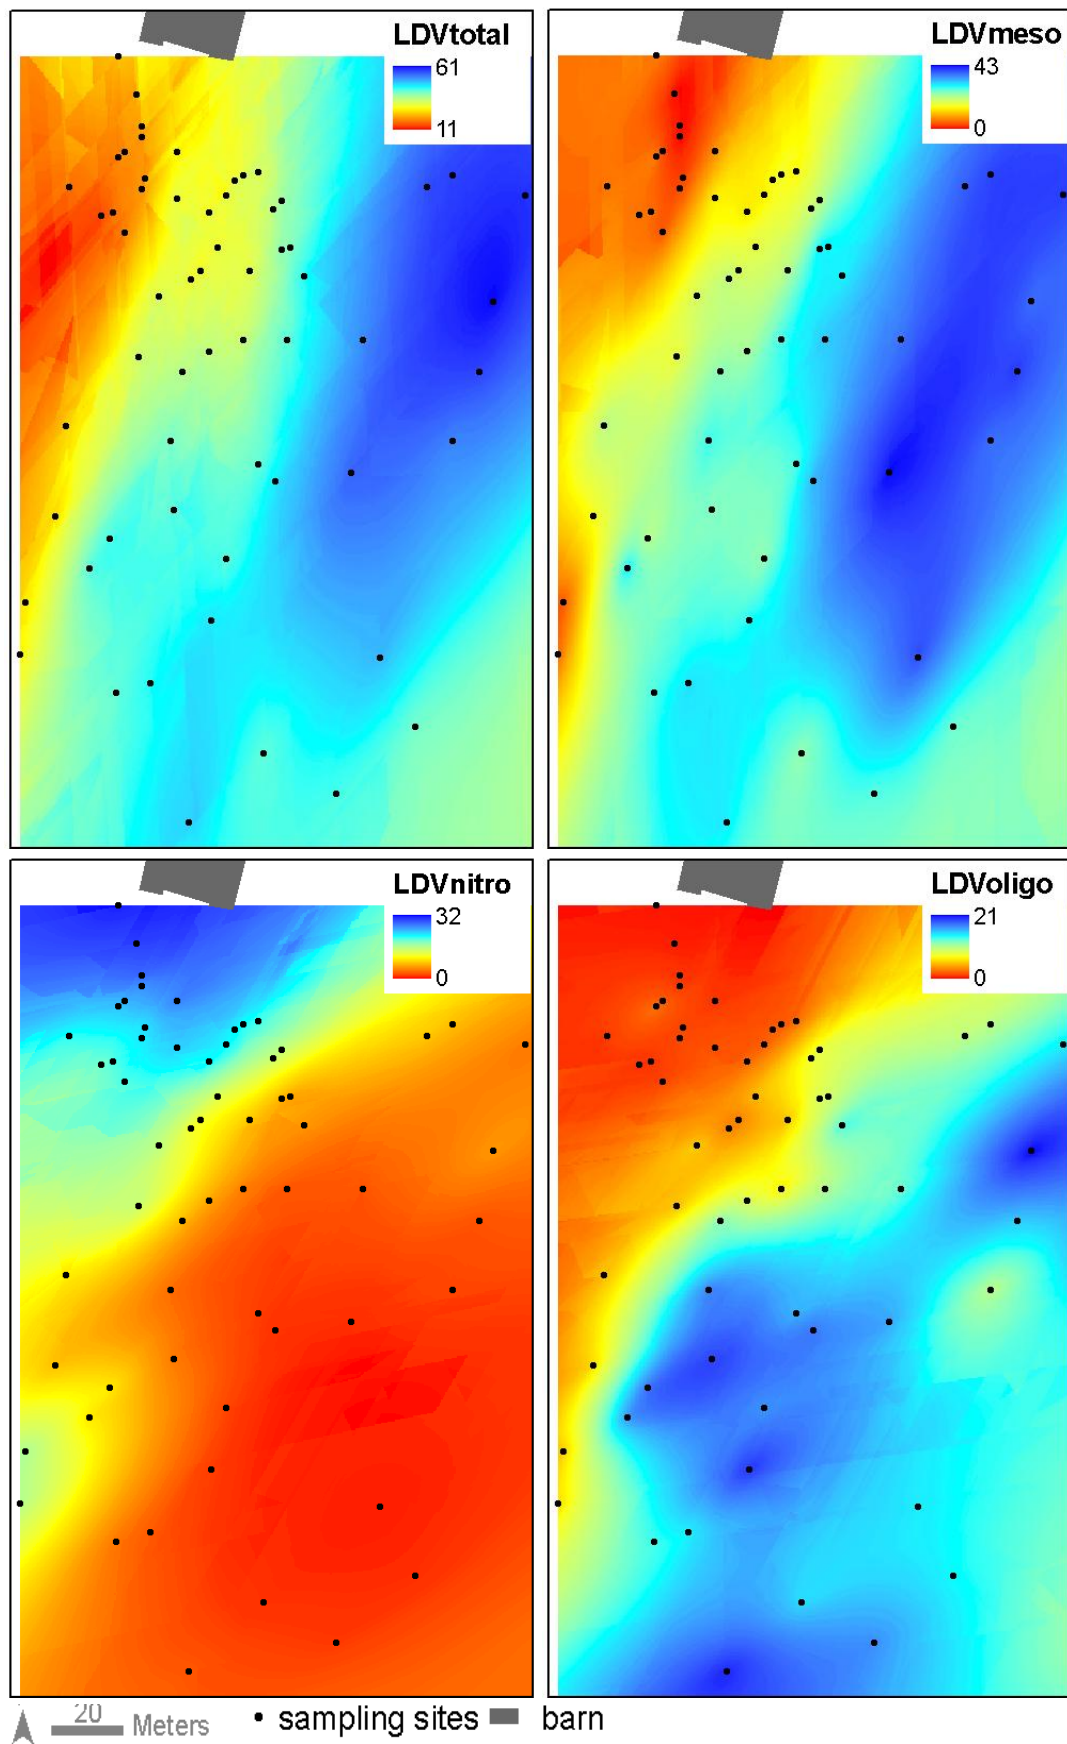 LDVtotal
61
11
LDVmeso
43
0
LDVnitro
32
0
LDVoligo
21
0
20 Meters
sampling sites
barn